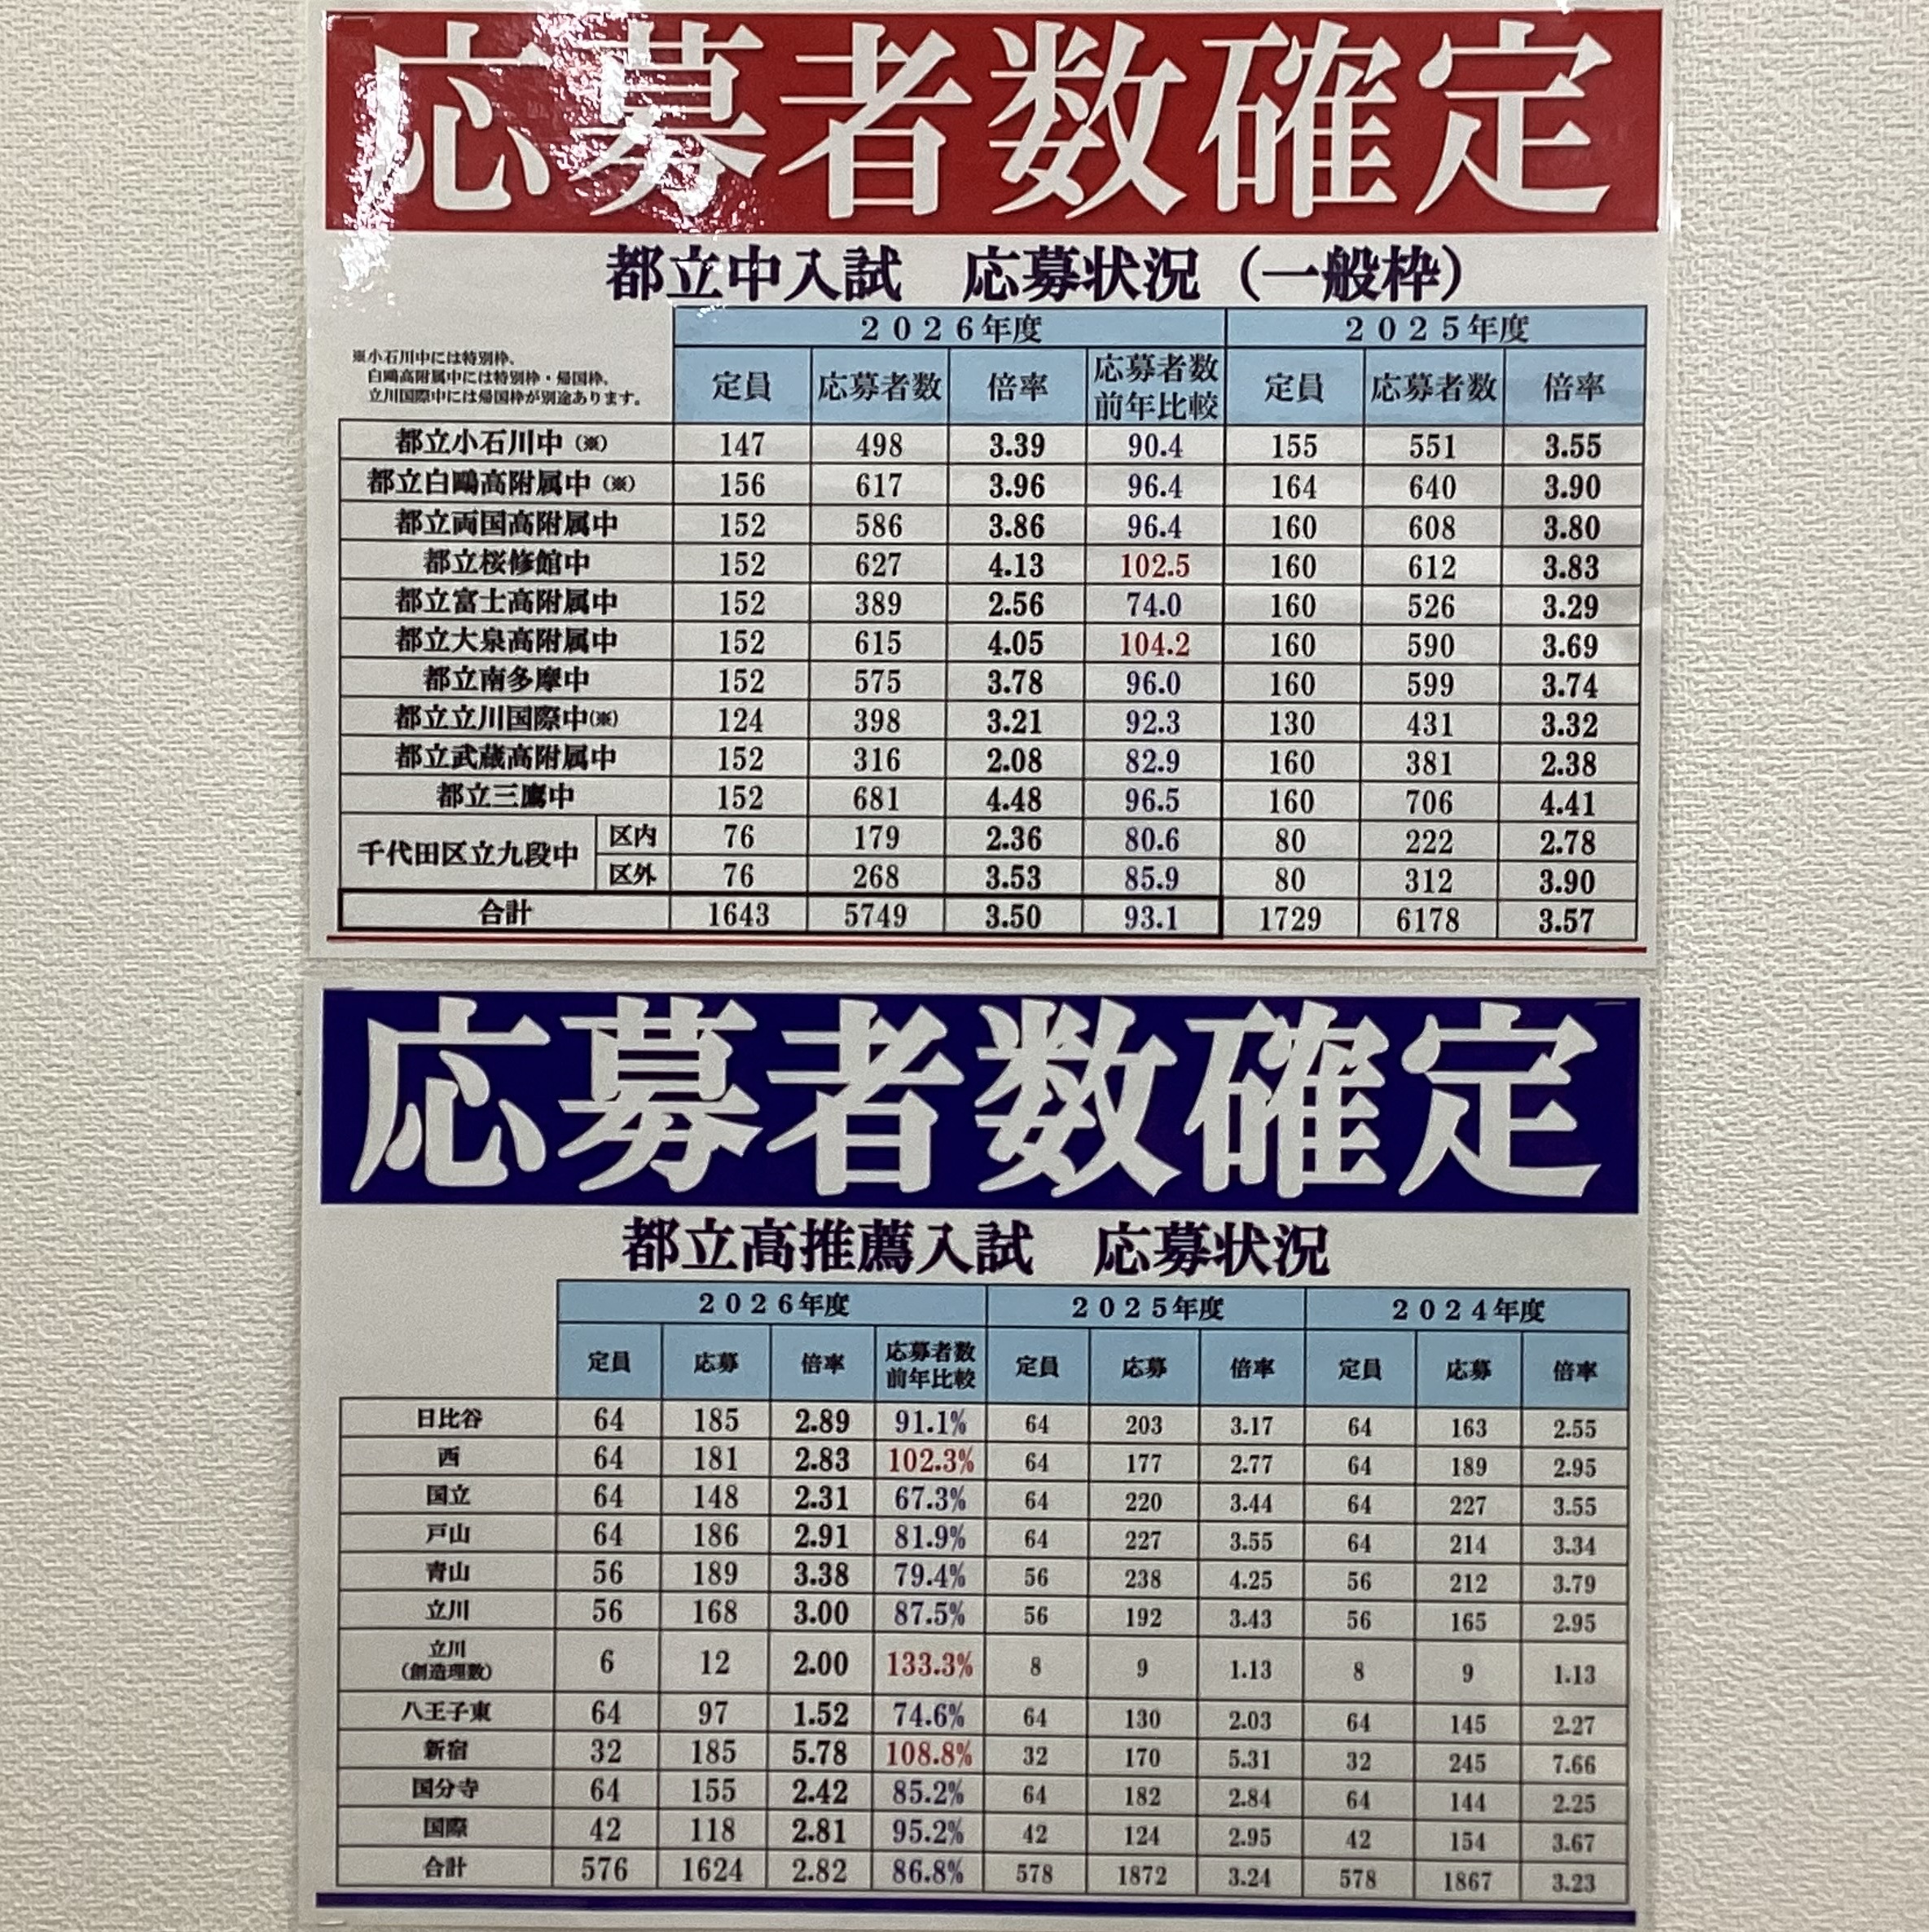 応募者数確定
都立中入試　応募状況（一般枠）
※小石川中には特別枠、
白鷗高附属中には特別枠・帰国枠、
立川国際中には帰国枠が別途あります。
２０２６年度 ２０２５年度
定員 応募者数 倍率 応募者数前年比較 定員 応募者数 倍率
都立小石川中（※） 147 498 3.39 90.4 155 551 3.55
都立白鷗高附属中（※） 156 617 3.96 96.4 164 640 3.90
都立両国高附属中 152 586 3.86 96.4 160 608 3.80
都立桜修館中 152 627 4.13 102.5 160 612 3.83
都立富士高附属中 152 389 2.56 74.0 160 526 3.29
都立大泉高附属中 152 615 4.05 104.2 160 590 3.69
都立南多摩中 152 575 3.78 96.0 160 599 3.74
都立立川国際中(※) 124 398 3.21 92.3 130 431 3.32
都立武蔵高附属中 152 316 2.08 82.9 160 381 2.38
都立三鷹中 152 681 4.48 96.5 160 706 4.41
千代田区立九段中 区内 76 179 2.36 80.6 80 222 2.78
区外 76 268 3.53 85.9 80 312 3.90
合計 1643 5749 3.50 93.1 1729 6178 3.57
応募者数確定
都立高推薦入試　応募状況
２０２６年度 ２０２５年度 ２０２４年度
定員 応募 倍率 応募者数前年比較 定員 応募 倍率 定員 応募 倍率
日比谷 64 185 2.89 91.1% 64 203 3.17 64 163 2.55
西 64 181 2.83 102.3% 64 177 2.77 64 189 2.95
国立 64 148 2.31 67.3% 64 220 3.44 64 227 3.55
戸山 64 186 2.91 81.9% 64 227 3.55 64 214 3.34
青山 56 189 3.38 79.4% 56 238 4.25 56 212 3.79
立川 56 168 3.00 87.5% 56 192 3.43 56 165 2.95
立川（創造理数） 6 12 2.00 133.3% 8 9 1.13 8 9 1.13
八王子東 64 97 1.52 74.6% 64 130 2.03 64 145 2.27
新宿 32 185 5.78 108.8% 32 170 5.31 32 245 7.66
国分寺 64 155 2.42 85.2% 64 182 2.84 64 144 2.25
国際 42 118 2.81 95.2% 42 124 2.95 42 154 3.67
合計 576 1624 2.82 86.8% 578 1872 3.24 578 1867 3.23